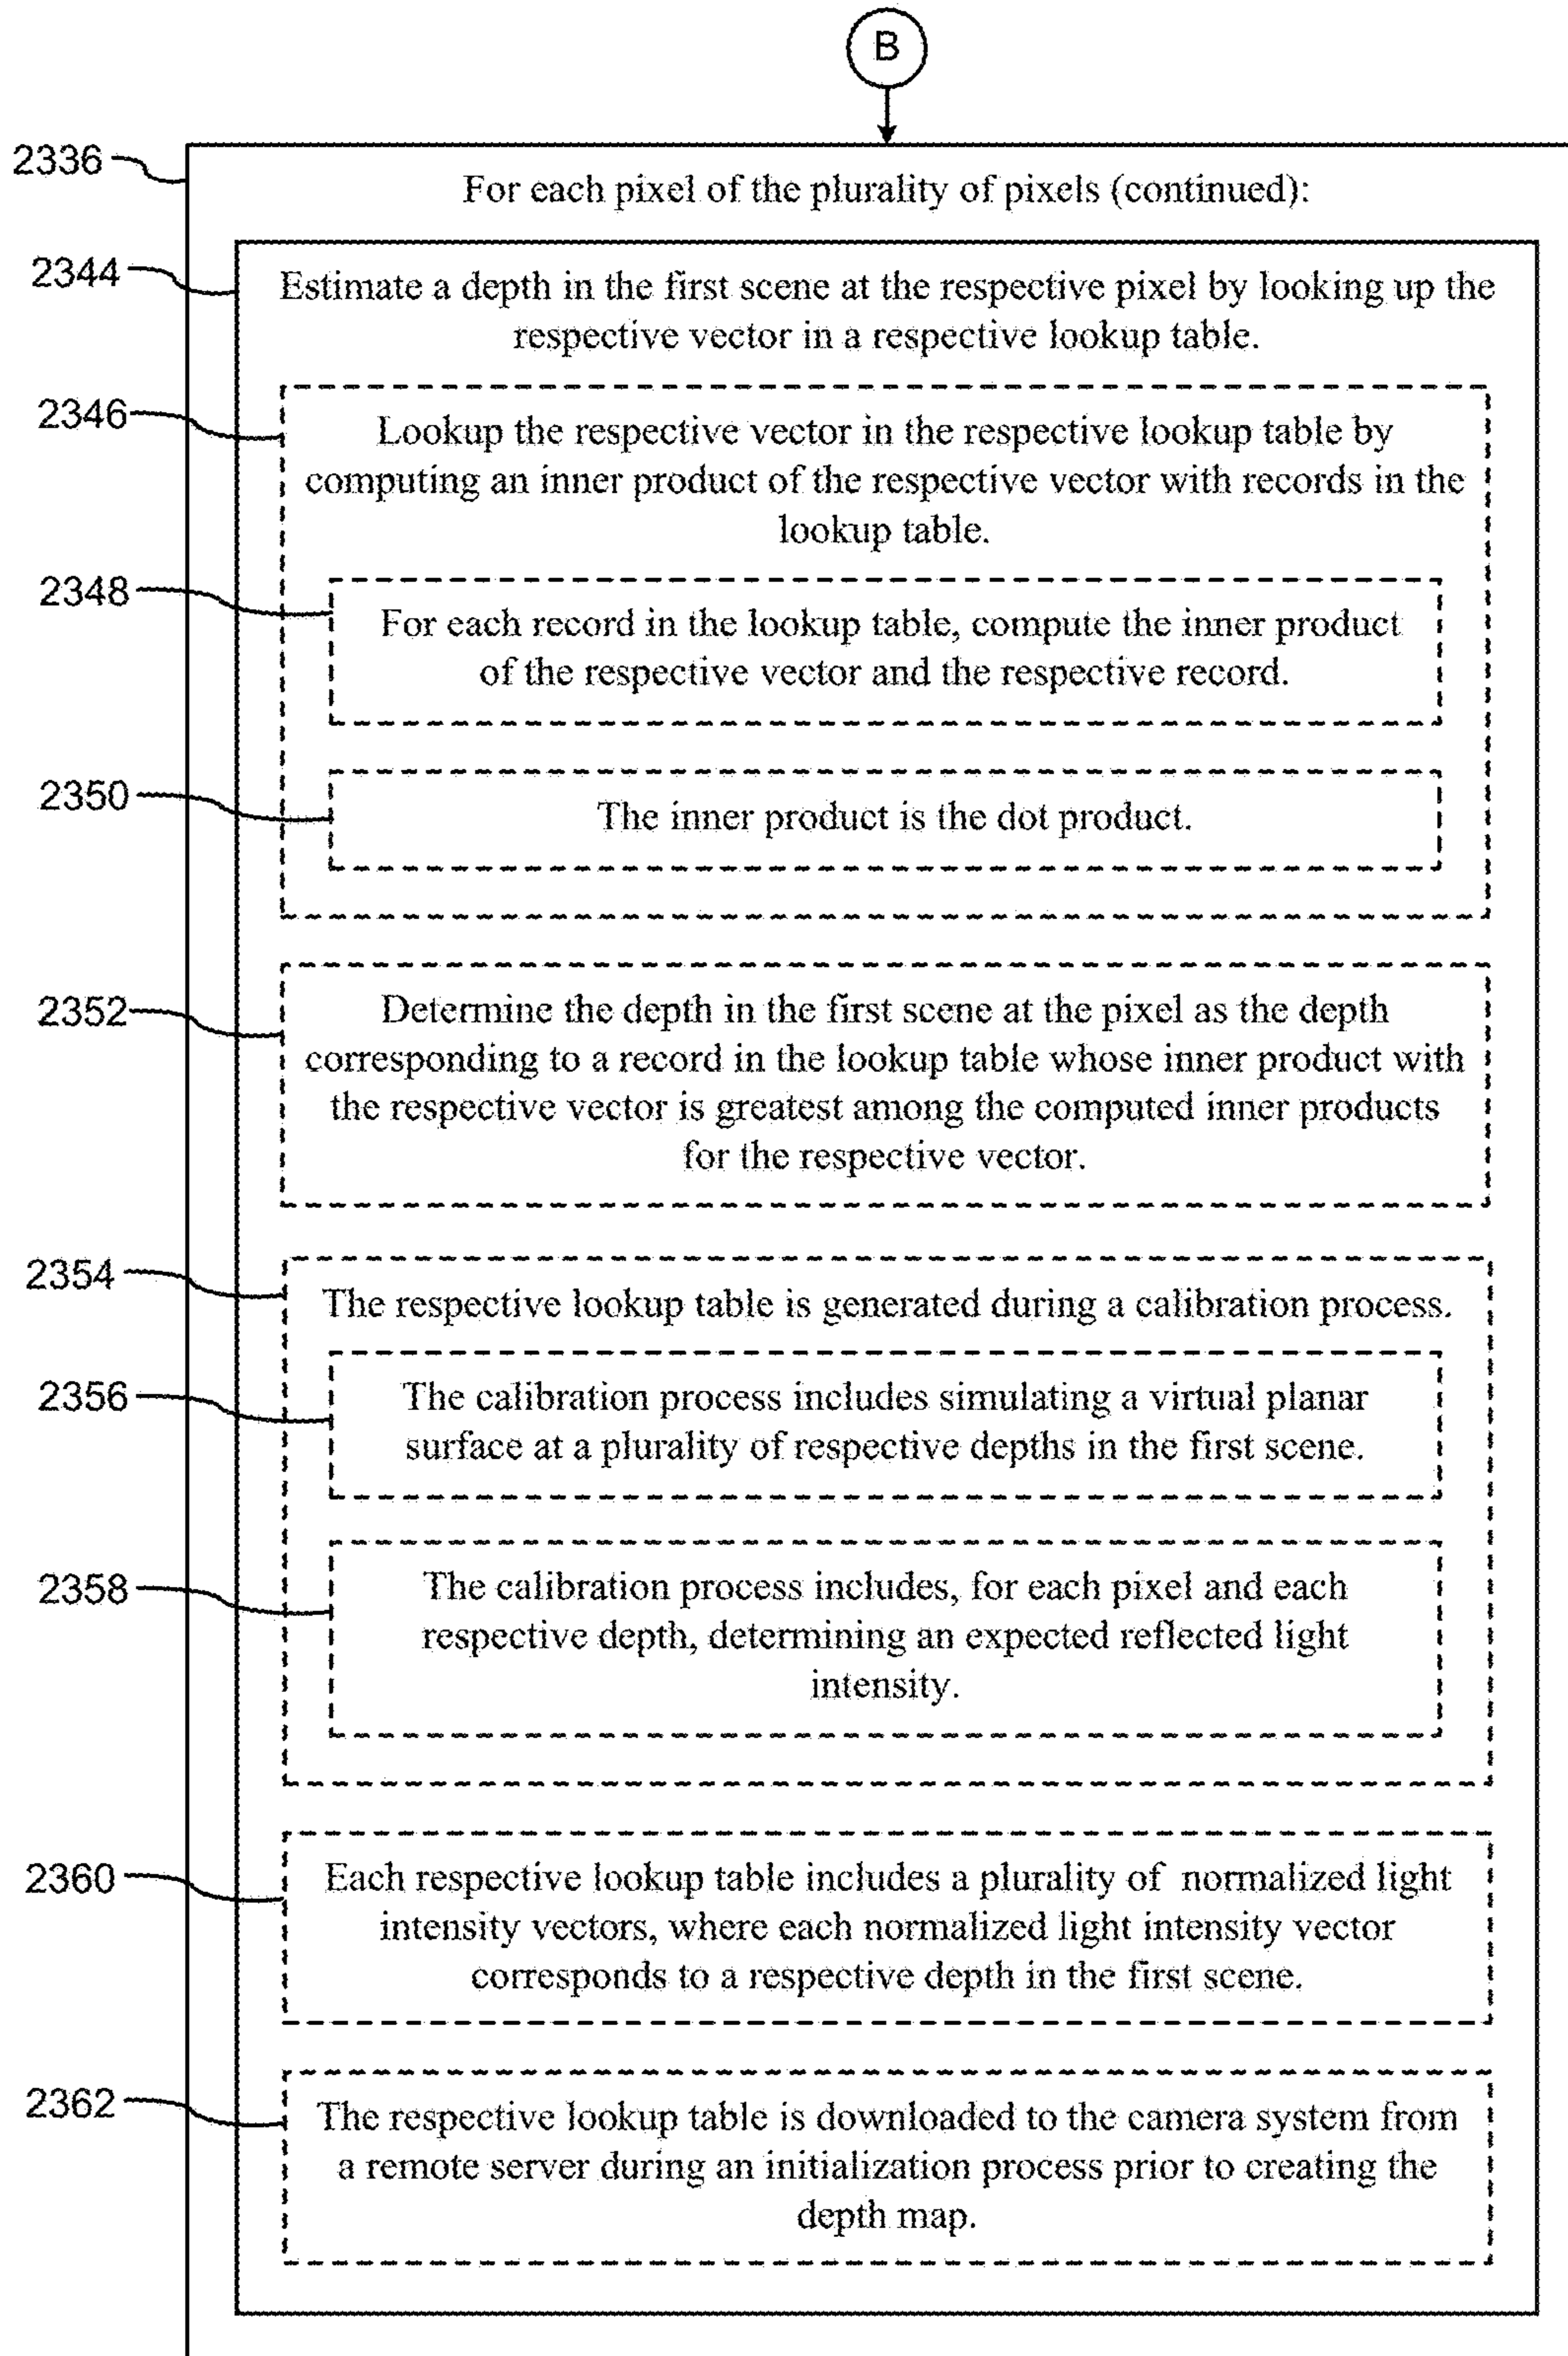 B
2336
For each pixel of the plurality of pixels (continued):
2344
Estimate a depth in the first scene at the respective pixel by looking up the
respective vector in a respective lookup table.
2346
Lookup the respective vector in the respective lookup table by
computing an inner product of the respective vector with records in the
lookup table.
2348
For each record in the lookup table, compute the inner product
of the respective vector and the respective record.
2350
The inner product is the dot product.
2352
Determine the depth in the first scene at the pixel as the depth
corresponding to a record in the lookup table whose inner product with
the respective vector is greatest among the computed inner products
for the respective vector.
2354
The respective lookup table is generated during a calibration process.
2356
The calibration process includes simulating a virtual planar
surface at a plurality of respective depths in the first scene.
2358
The calibration process includes, for each pixel and each
respective depth, determining an expected reflected light
intensity.
2360
Each respective lookup table includes a plurality of normalized light
intensity vectors, where each normalized light intensity vector
corresponds to a respective depth in the first scene.
2362
The respective lookup table is downloaded to the camera system from
a remote server during an initialization process prior to creating the
depth map.